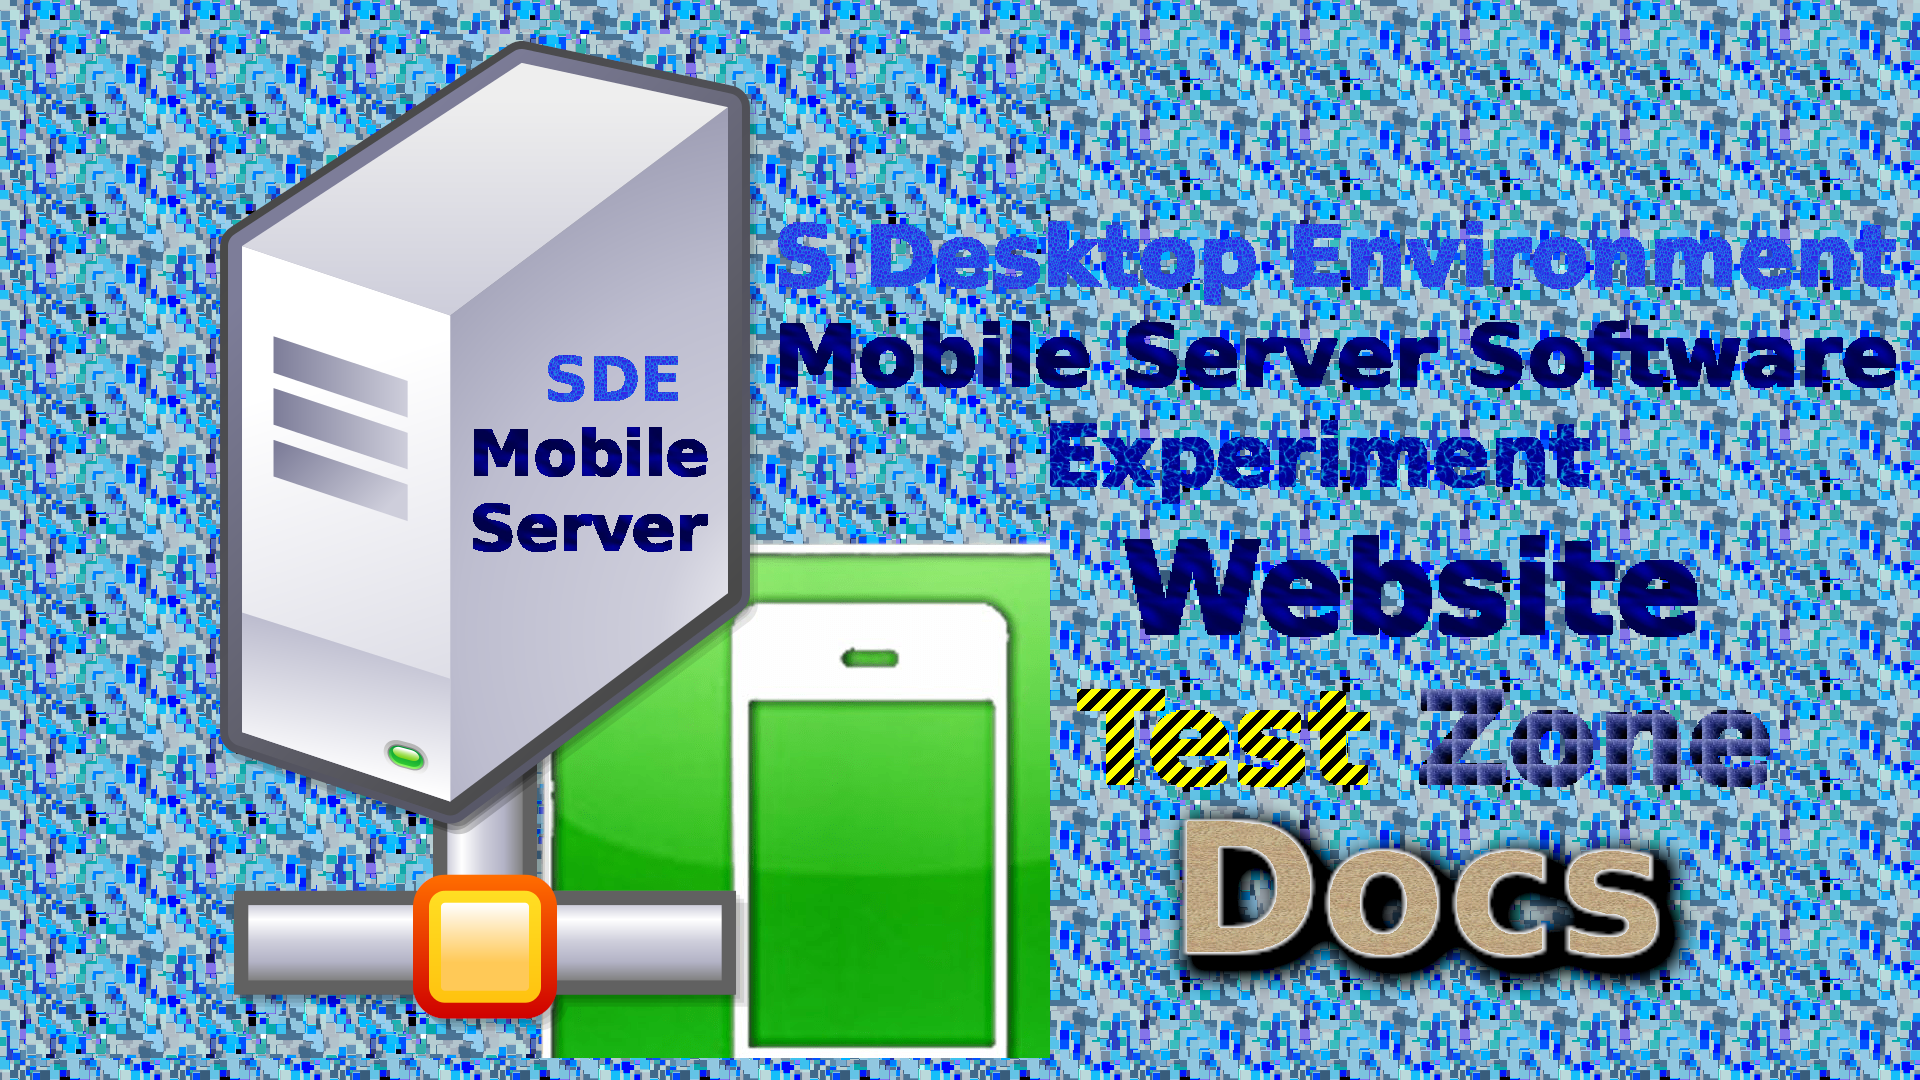 SDE
Mobile
Server
S Desktop Environment
Mobile Server Software
Experiment
Website
Test Zone
Docs